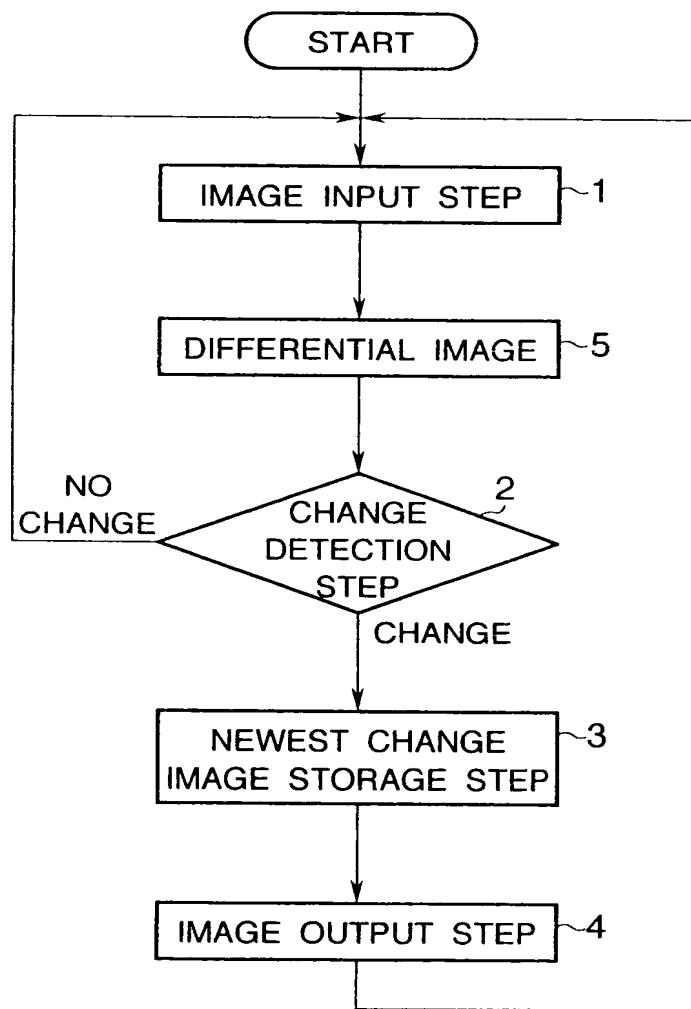 START
IMAGE INPUT STEP
1
DIFFERENTIAL IMAGE
5
NO
CHANGE
2
CHANGE
DETECTION
STEP
CHANGE
NEWEST CHANGE
IMAGE STORAGE STEP
3
IMAGE OUTPUT STEP
4